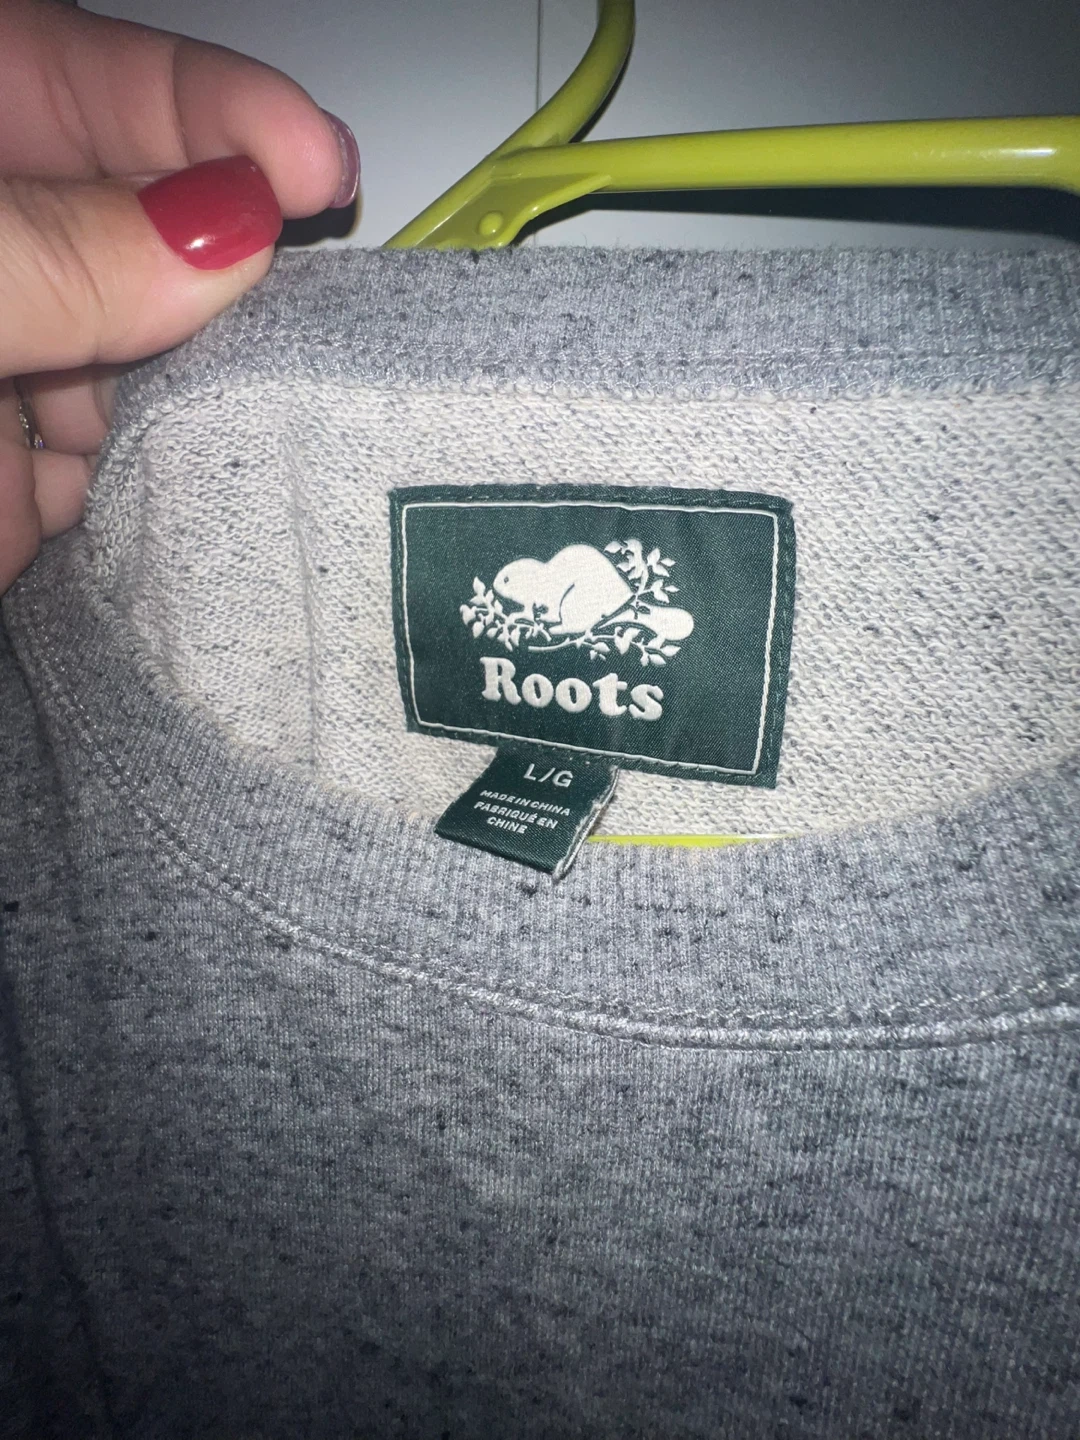 Roots
L/G
MADE IN CHINA
FABRIQUÉ EN
CHINE